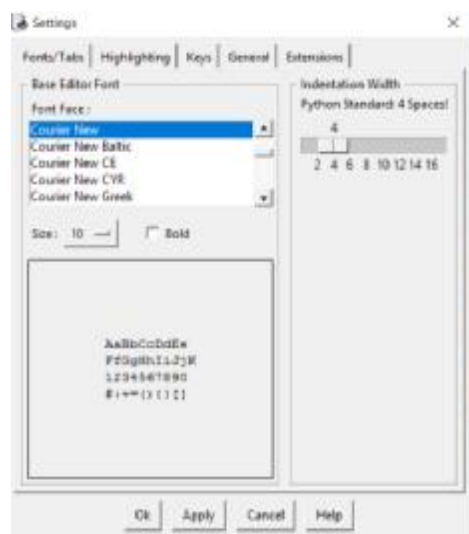 Settings
Fonts/Tabs Highlighting Keys General Extensions
Base Editor Font
Font Face :
Courier New
Courier New Baltic
Courier New CE
Courier New CYR
Courier New Greek
Size: 10
Bold
AaBbCcDdEe
FfGgHhIiJjK
1234567890
#:+=(){}[]
Indentation Width
Python Standard: 4 Spaces!
4
2 4 6 8 10 12 14 16
Ok Apply Cancel Help